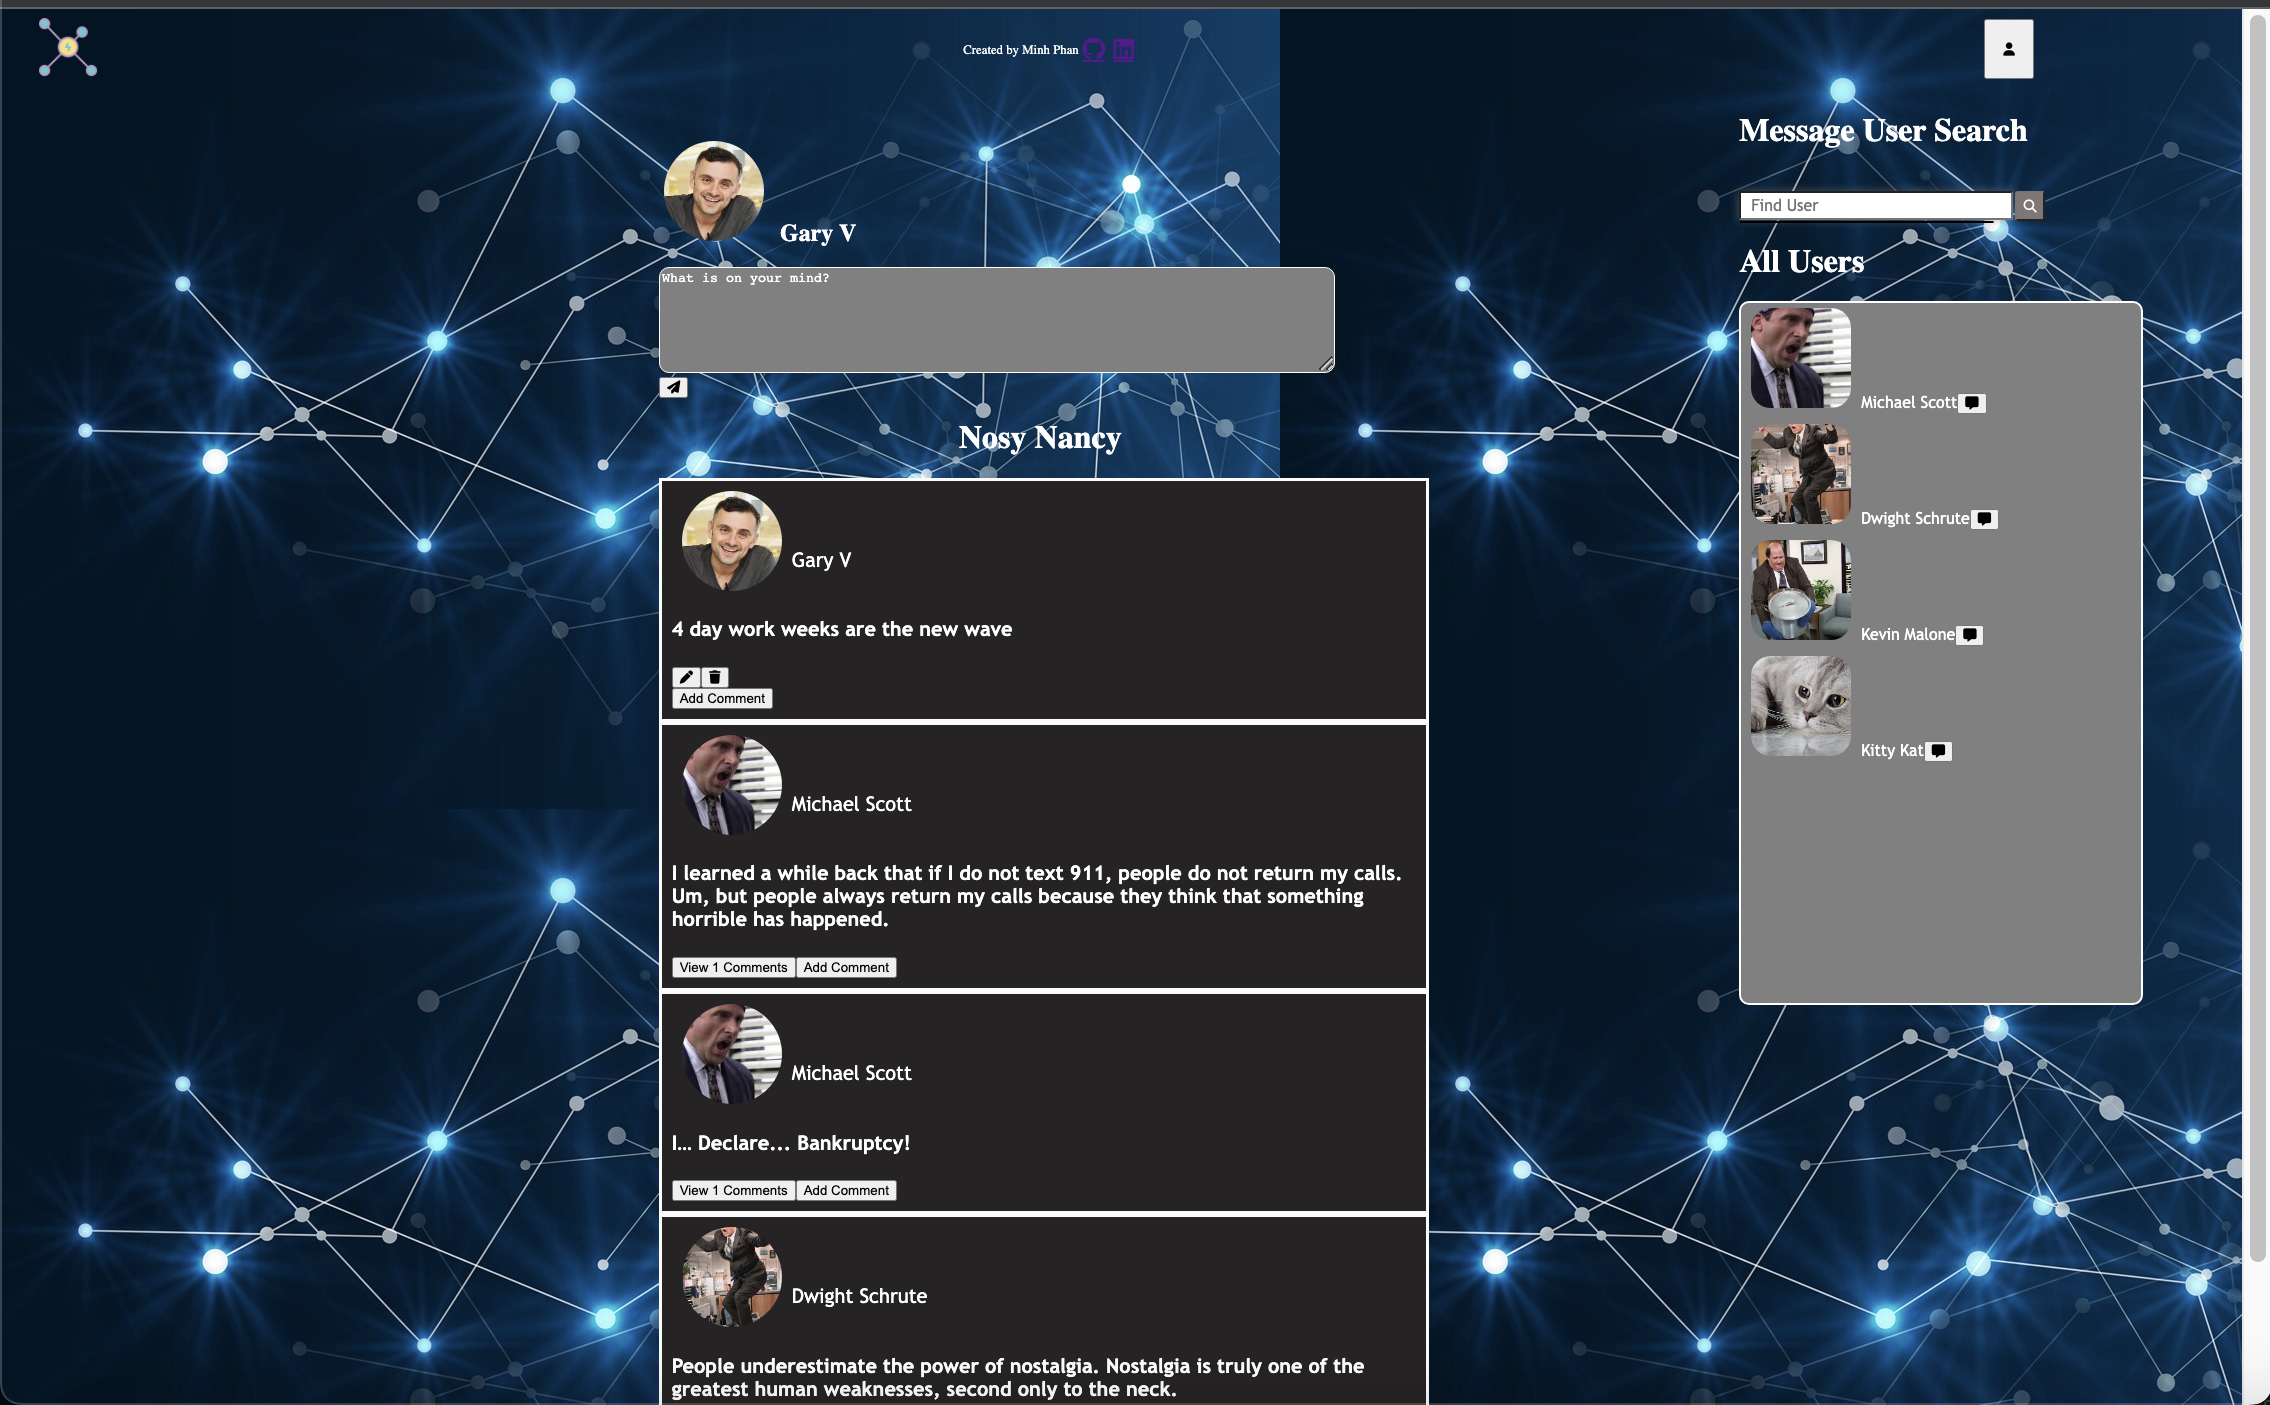 Created by Minh Phan
Message User Search
Gary V
Find User
What is on your mind?
All Users
Nosy Nancy
Gary V
4 day work weeks are the new wave
Add Comment
Michael Scott
I learned a while back that if I do not text 911, people do not return my calls.
Um, but people always return my calls because they think that something
horrible has happened.
View 1 Comments Add Comment
Michael Scott
I... Declare... Bankruptcy!
View 1 Comments Add Comment
Dwight Schrute
People underestimate the power of nostalgia. Nostalgia is truly one of the
greatest human weaknesses, second only to the neck.
Michael Scott
Dwight Schrute
Kevin Malone
Kitty Kat